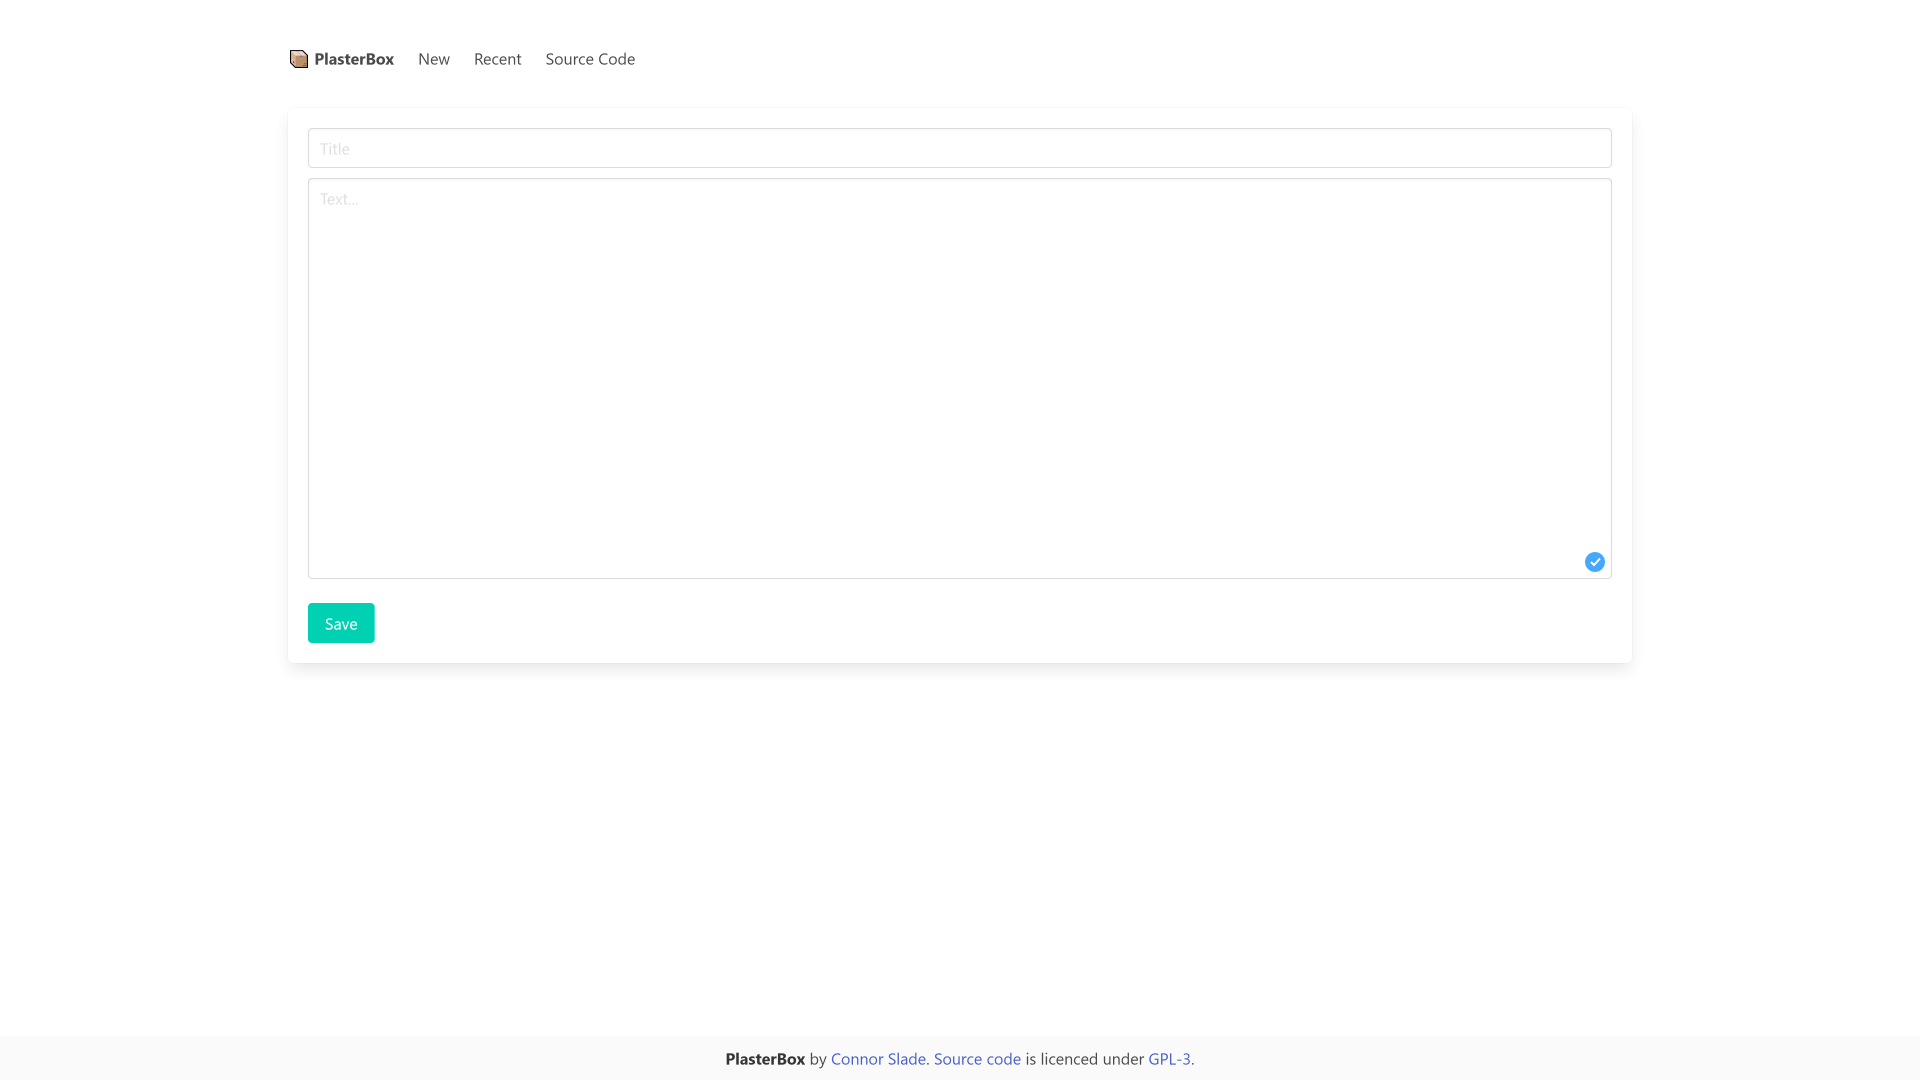 PlasterBox New Recent Source Code
Title
Text...
Save
PlasterBox by Connor Slade. Source code is licenced under GPL-3.